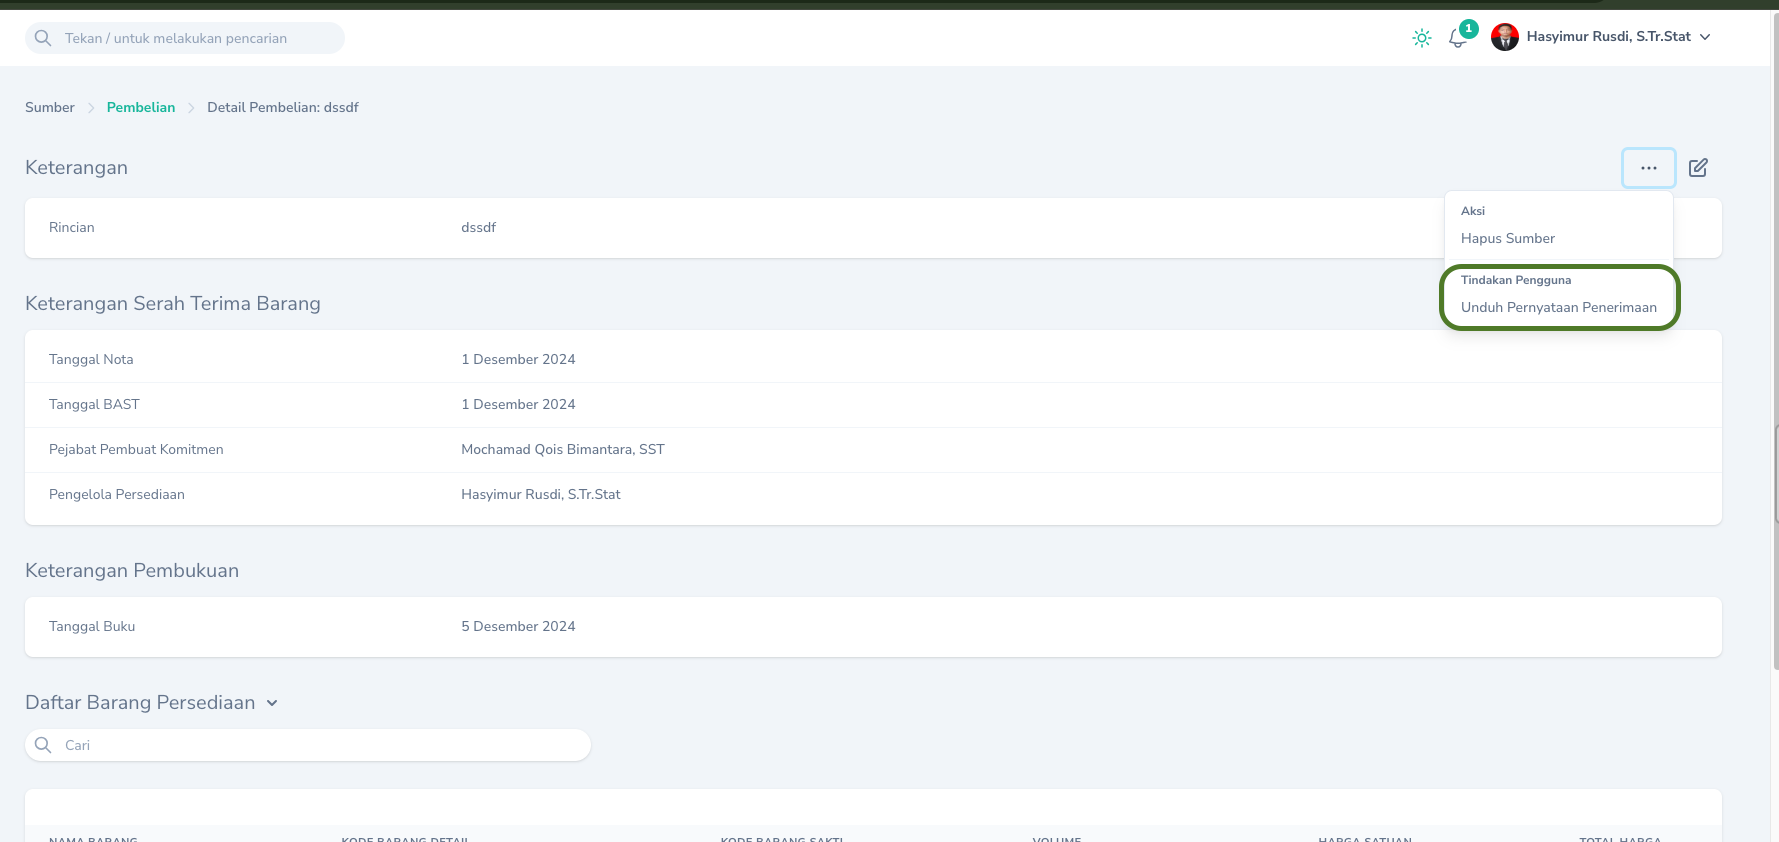 Tekan / untuk melakukan pencarian
1
Hasyimur Rusdi, S.Tr.Stat
Sumber Pembelian Detail Pembelian: dssdf
Keterangan
...
Rincian dssdf
Aksi
Hapus Sumber
Tindakan Pengguna
Unduh Pernyataan Penerimaan
Keterangan Serah Terima Barang
Tanggal Nota 1 Desember 2024
Tanggal BAST 1 Desember 2024
Pejabat Pembuat Komitmen Mochamad Qois Bimantara, SST
Pengelola Persediaan Hasyimur Rusdi, S.Tr.Stat
Keterangan Pembukuan
Tanggal Buku 5 Desember 2024
Daftar Barang Persediaan
Cari
NAMA BARANG KODE BARANG DETAIL KODE BARANG SAKTI VOLUME HARGA SATUAN TOTAL HARGA